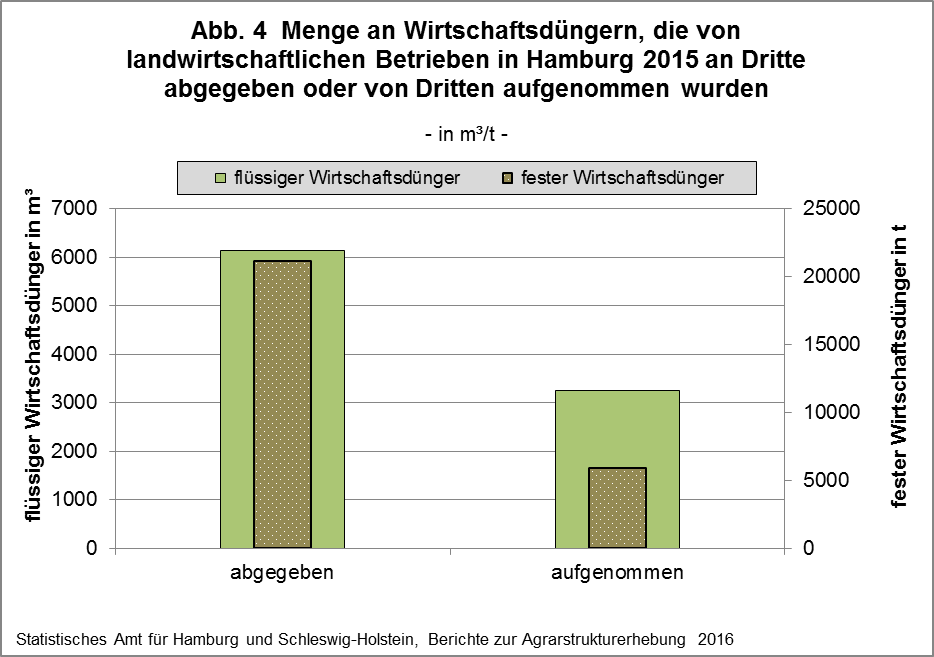 Abb. 4  Menge an Wirtschaftsdüngern, die von
landwirtschaftlichen Betrieben in Hamburg 2015 an Dritte
abgegeben oder von Dritten aufgenommen wurden
- in m³/t -
flüssiger Wirtschaftsdünger
fester Wirtschaftsdünger
flüssiger Wirtschaftsdünger in m³
7000
6000
5000
4000
3000
2000
1000
0
25000
20000
15000
10000
5000
0
fester Wirtschaftsdünger in t
abgegeben
aufgenommen
Statistisches Amt für Hamburg und Schleswig-Holstein,  Berichte zur Agrarstrukturerhebung  2016